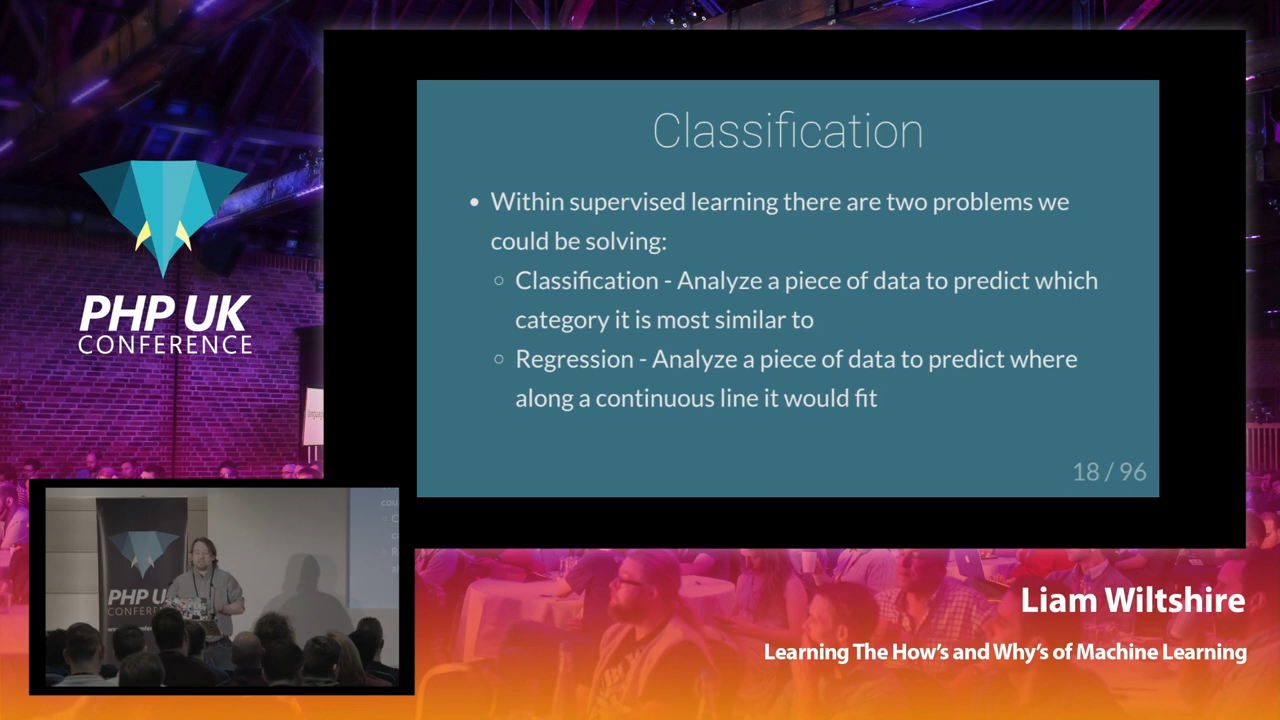 Classification
• Within supervised learning there are two problems we
could be solving:
○ Classification - Analyze a piece of data to predict which
category it is most similar to
○ Regression - Analyze a piece of data to predict where
along a continuous line it would fit
18 / 96
PHP UK
CONFERENCE
PHP U
CONFER
Liam Wiltshire
Learning The How's and Why's of Machine Learning